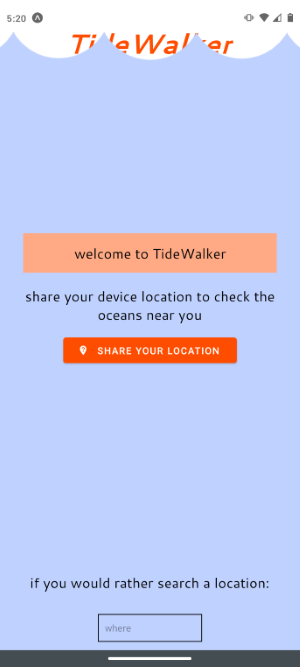 5:20
TideWalker
welcome to TideWalker
share your device location to check the
oceans near you
SHARE YOUR LOCATION
if you would rather search a location:
where